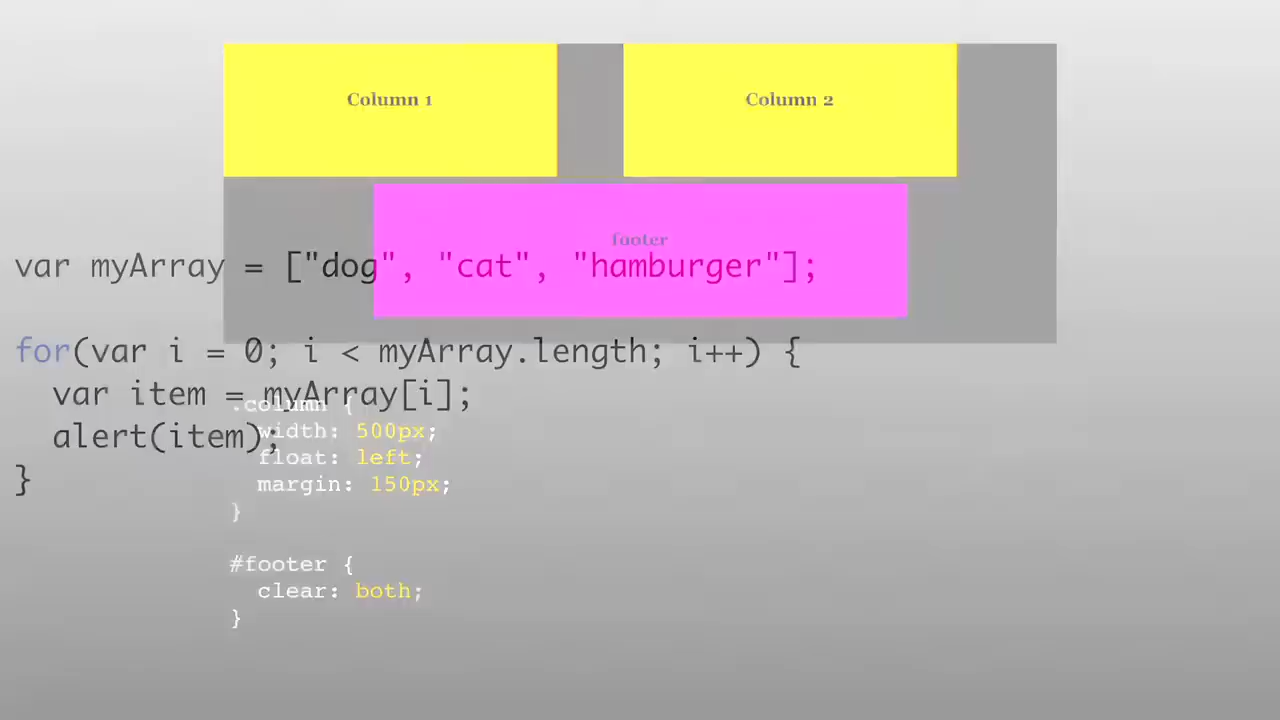 Column 1
Column 2
footer
var myArray = ["dog", "cat", "hamburger"];
for(var i = 0; i < myArray.length; i++) {
var item = myArray[i];
alert(item);
}
.column {
width: 500px;
float: left;
margin: 150px;
}
#footer {
clear: both;
}